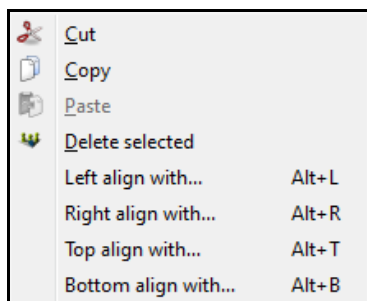 Cut
Copy
Paste
Delete selected
Left align with... Alt+L
Right align with... Alt+R
Top align with... Alt+T
Bottom align with... Alt+B